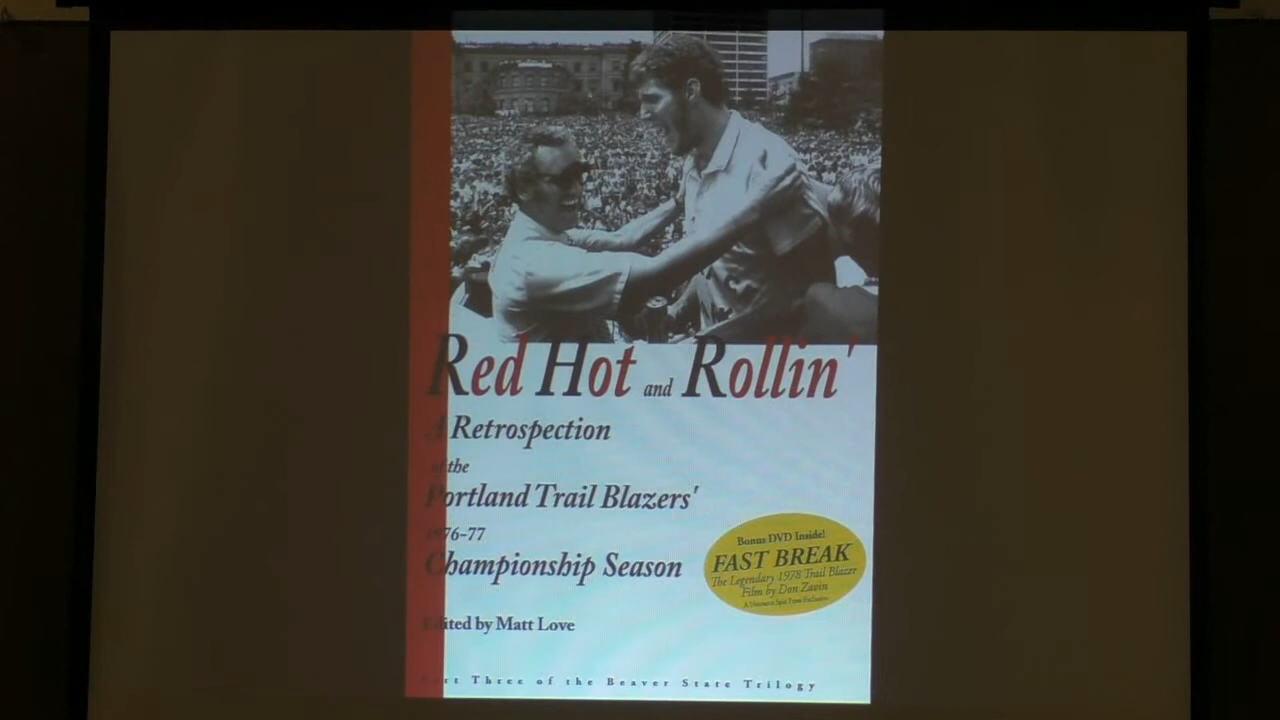 Red Hot and Rollin'
A Retrospection
of the
Portland Trail Blazers'
1976-77
Championship Season
Bonus DVD Inside!
FAST BREAK
The Legendary 1978 Trail Blazer
Film by Don Zavin
Edited by Matt Love
Part Three of the Beaver State Trilogy